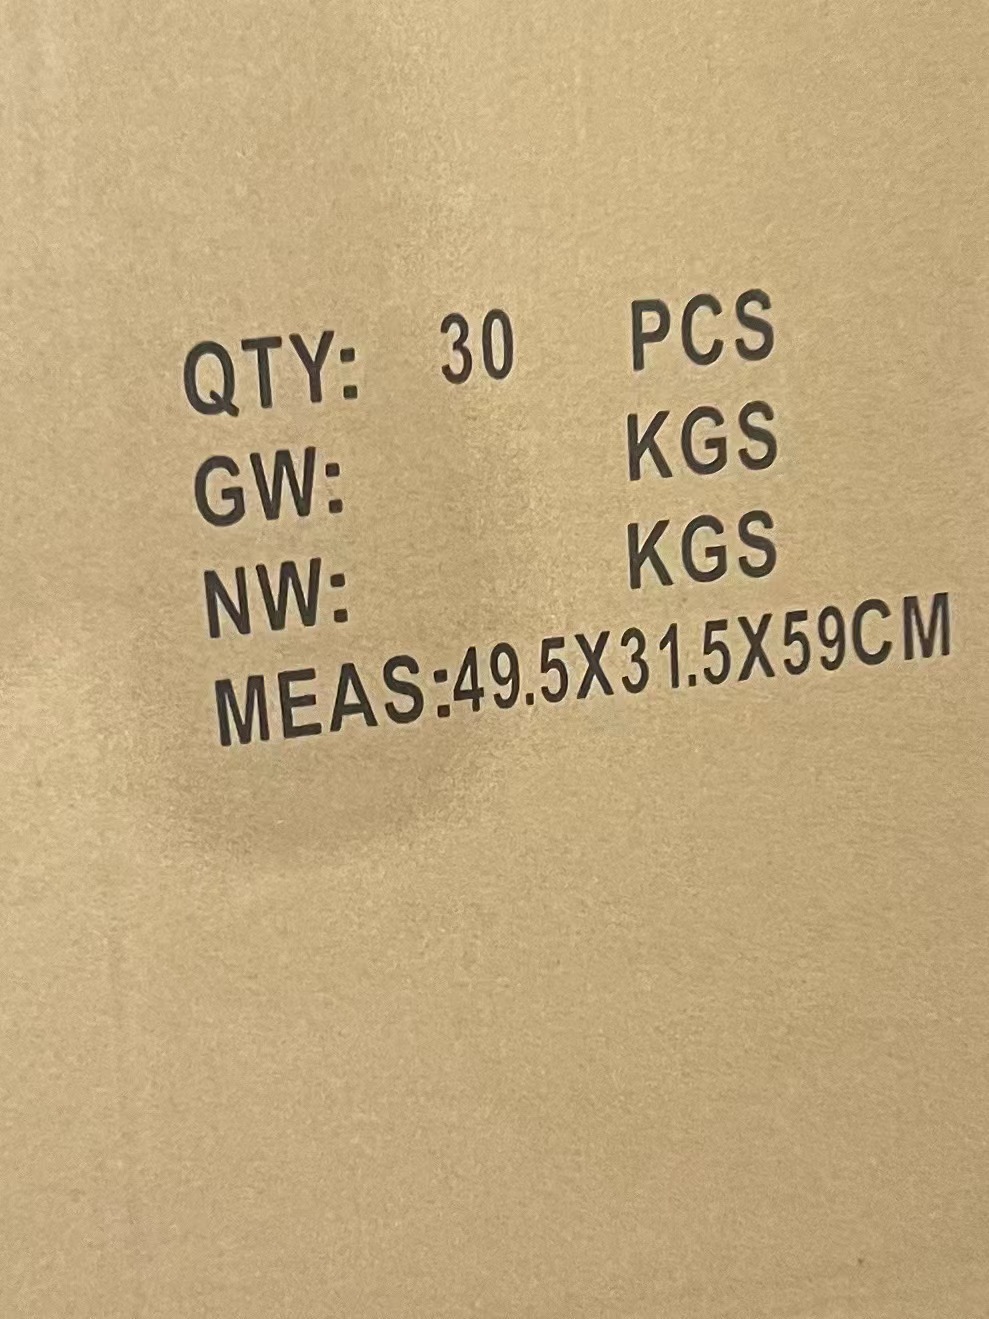 QTY: 30 PCS
GW: KGS
NW: KGS
MEAS:49.5X31.5X59CM